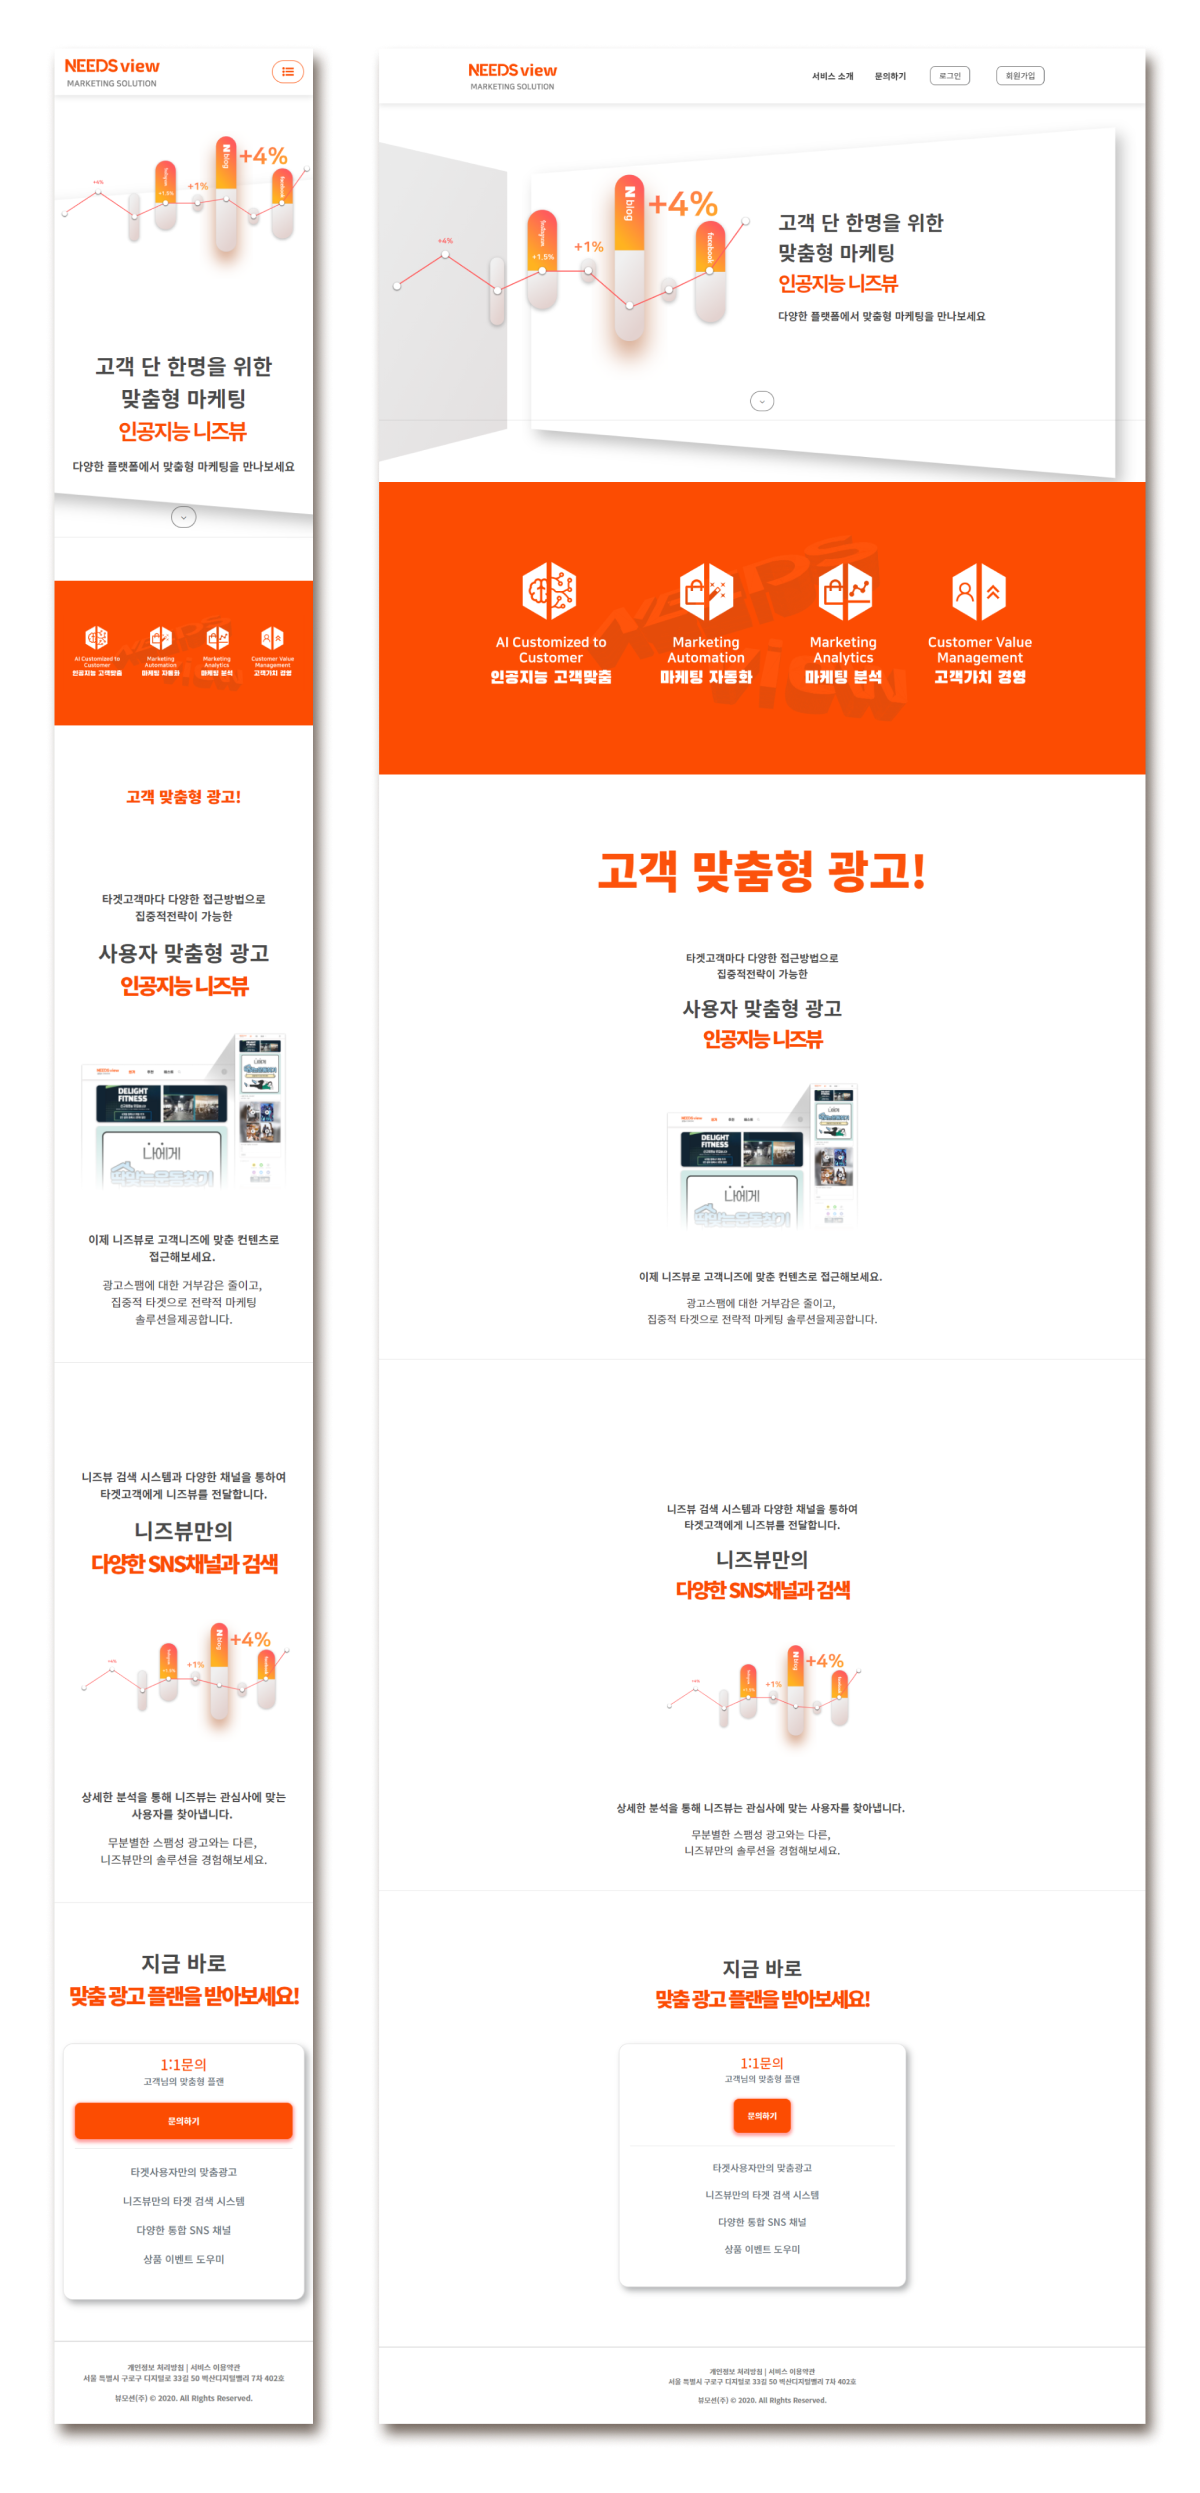 NEEDS view
MARKETING SOLUTION
+4%
+1.5%
+1%
N blog
+4%
facebook
고객 단 한명을 위한
맞춤형 마케팅
인공지능 니즈뷰
다양한 플랫폼에서 맞춤형 마케팅을 만나보세요
NEEDS
view
AI Customized to
Customer
인공지능 고객맞춤
Marketing
Automation
마케팅 자동화
Marketing
Analytics
마케팅 분석
Customer Value
Management
고객가치 경영
고객 맞춤형 광고!
타겟고객마다 다양한 접근방법으로
집중적전략이 가능한
사용자 맞춤형 광고
인공지능 니즈뷰
NEEDS view
DELIGHT
FITNESS
나에게
이제 니즈뷰로 고객니즈에 맞춘 컨텐츠로
접근해보세요.
광고스팸에 대한 거부감은 줄이고,
집중적 타겟으로 전략적 마케팅
솔루션을제공합니다.
니즈뷰 검색 시스템과 다양한 채널을 통하여
타겟고객에게 니즈뷰를 전달합니다.
니즈뷰만의
다양한 SNS채널과 검색
+1%
N blog
+4%
상세한 분석을 통해 니즈뷰는 관심사에 맞는
사용자를 찾아냅니다.
무분별한 스팸성 광고와는 다른,
니즈뷰만의 솔루션을 경험해보세요.
지금 바로
맞춤 광고 플랜을 받아보세요!
1:1문의
고객님의 맞춤형 플랜
문의하기
타겟사용자만의 맞춤광고
니즈뷰만의 타겟 검색 시스템
다양한 통합 SNS 채널
상품 이벤트 도우미
개인정보 처리방침 | 서비스 이용약관
서울 특별시 구로구 디지털로 33길 50 벽산디지털밸리 7차 402호
뷰모션(주) © 2020. All Rights Reserved.
NEEDS view
MARKETING SOLUTION
서비스 소개
문의하기
로그인
회원가입
+4%
Instagram
+1.5%
+1%
N blog
+4%
facebook
고객 단 한명을 위한
맞춤형 마케팅
인공지능 니즈뷰
다양한 플랫폼에서 맞춤형 마케팅을 만나보세요
NEEDS
view
AI Customized to
Customer
인공지능 고객맞춤
Marketing
Automation
마케팅 자동화
Marketing
Analytics
마케팅 분석
Customer Value
Management
고객가치 경영
고객 맞춤형 광고!
타겟고객마다 다양한 접근방법으로
집중적전략이 가능한
사용자 맞춤형 광고
인공지능 니즈뷰
NEEDS view
DELIGHT
FITNESS
나에게
이제 니즈뷰로 고객니즈에 맞춘 컨텐츠로 접근해보세요.
광고스팸에 대한 거부감은 줄이고,
집중적 타겟으로 전략적 마케팅 솔루션을제공합니다.
니즈뷰 검색 시스템과 다양한 채널을 통하여
타겟고객에게 니즈뷰를 전달합니다.
니즈뷰만의
다양한 SNS채널과 검색
+1%
N blog
+4%
상세한 분석을 통해 니즈뷰는 관심사에 맞는 사용자를 찾아냅니다.
무분별한 스팸성 광고와는 다른,
니즈뷰만의 솔루션을 경험해보세요.
지금 바로
맞춤 광고 플랜을 받아보세요!
1:1문의
고객님의 맞춤형 플랜
문의하기
타겟사용자만의 맞춤광고
니즈뷰만의 타겟 검색 시스템
다양한 통합 SNS 채널
상품 이벤트 도우미
개인정보 처리방침 | 서비스 이용약관
서울 특별시 구로구 디지털로 33길 50 벽산디지털밸리 7차 402호
뷰모션(주) © 2020. All Rights Reserved.